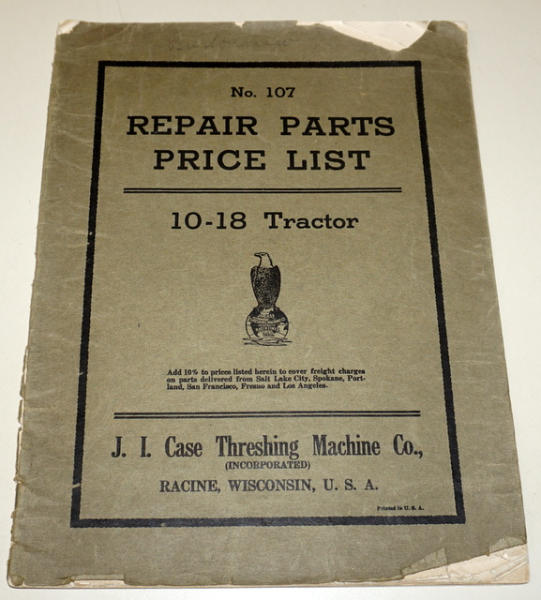 No. 107
REPAIR PARTS
PRICE LIST
10-18 Tractor
Add 10% to prices listed herein to cover freight charges
on parts delivered from Salt Lake City, Spokane, Port-
land, San Francisco, Fresno and Los Angeles.
J. I. Case Threshing Machine Co.,
(INCORPORATED)
RACINE, WISCONSIN, U. S. A.
Printed in U. S. A.